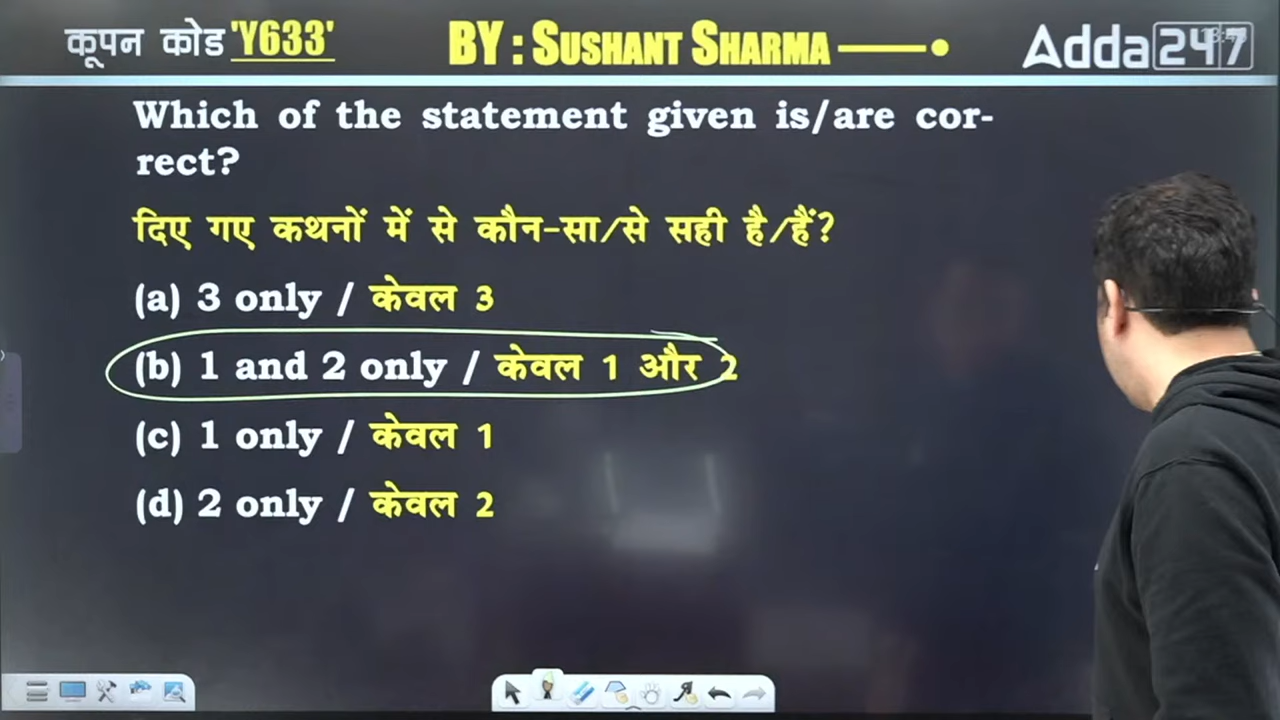 कूपन कोड 'Y633' BY : SUSHANT SHARMA Adda247
Which of the statement given is/are cor-
rect?
दिए गए कथनों में से कौन-सा/से सही है/हैं?
(a) 3 only / केवल 3
(b) 1 and 2 only / केवल 1 और 2
(c) 1 only / केवल 1
(d) 2 only / केवल 2